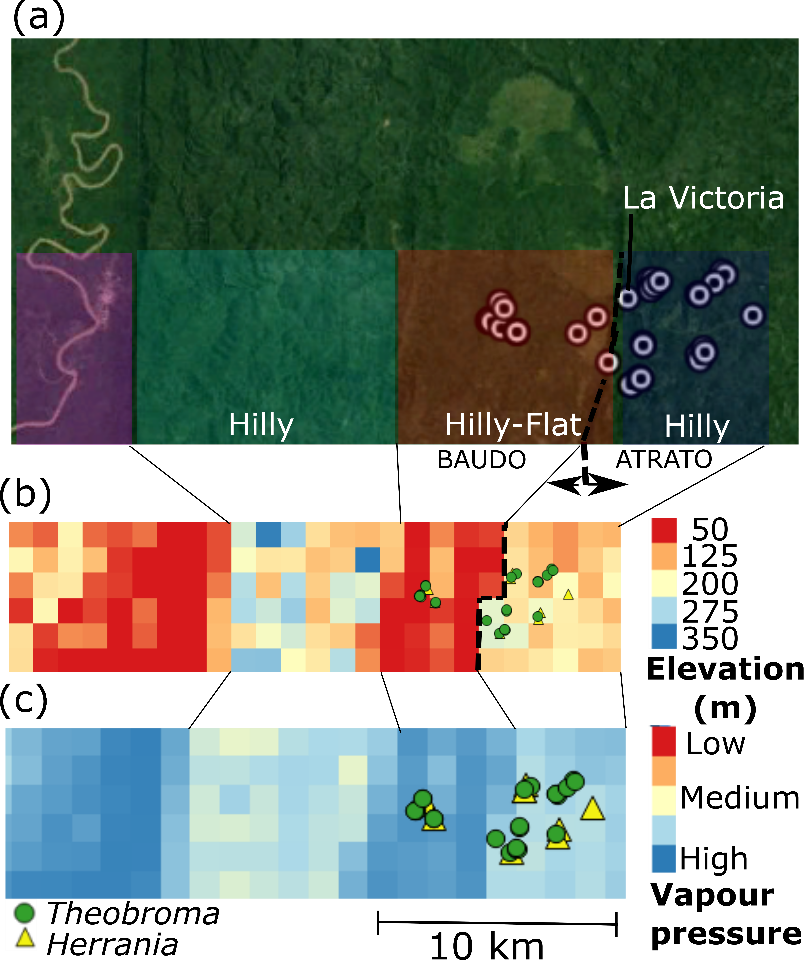 (a)
La Victoria
Hilly
Hilly-Flat
Hilly
BAUDO
ATRATO
(b)
50
125
200
275
350
Elevation
(m)
(c)
Low
Medium
High
Vapour
pressure
Theobroma
Herrania
10 km